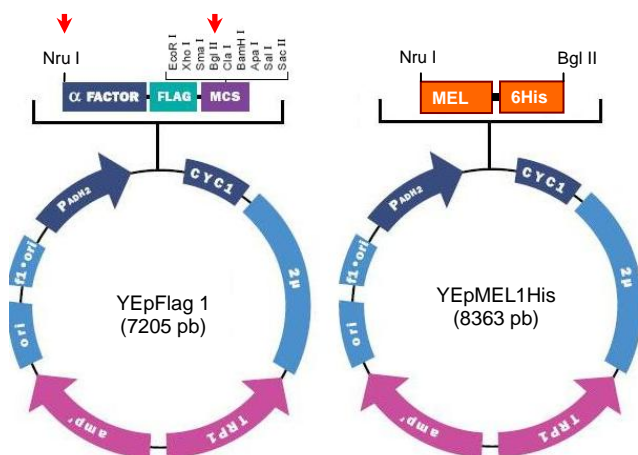 Nru I
EcoR I
Xho I
Sma I
Bgl II
Cla I
BamH I
Apa I
Sal I
Sac II
α FACTOR
FLAG
MCS
PADH2
CYC1
f1•ori
2μ
ori
YEpFlag 1
(7205 pb)
ampʳ
TRP1
Nru I
Bgl II
MEL
6His
PADH2
CYC1
f1•ori
2μ
ori
YEpMEL1His
(8363 pb)
ampʳ
TRP1